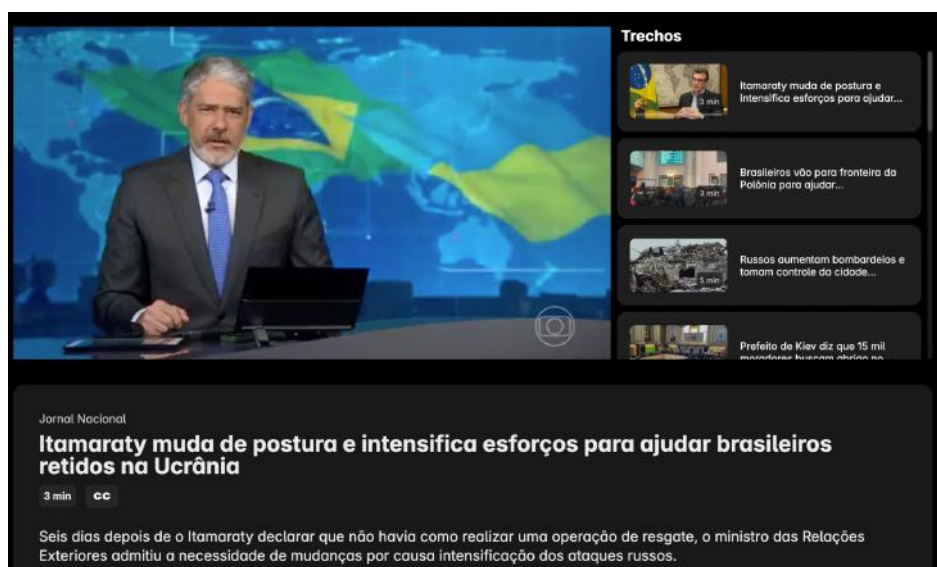 Trechos
Itamaraty muda de postura e
intensifica esforços para ajudar...
3 min
Brasileiros vão para fronteira da
Polônia para ajudar...
3 min
Russos aumentam bombardeios e
tomam controle da cidade...
5 min
Prefeito de Kiev diz que 15 mil
moradores buscam abrigo no
Jornal Nacional
Itamaraty muda de postura e intensifica esforços para ajudar brasileiros
retidos na Ucrânia
3 min CC
Seis dias depois de o Itamaraty declarar que não havia como realizar uma operação de resgate, o ministro das Relações
Exteriores admitiu a necessidade de mudanças por causa intensificação dos ataques russos.